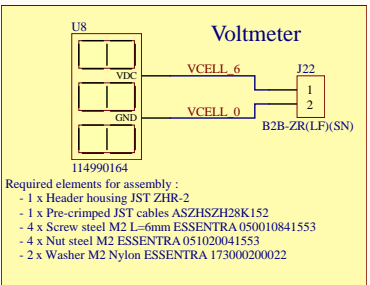 U8
Voltmeter
VDC
VCELL_6
J22
1
2
GND
VCELL_0
B2B-ZR(LF)(SN)
114990164
Required elements for assembly :
- 1 x Header housing JST ZHR-2
- 1 x Pre-crimped JST cables ASZHSZH28K152
- 4 x Screw steel M2 L=6mm ESSENTRA 050010841553
- 4 x Nut steel M2 ESSENTRA 051020041553
- 2 x Washer M2 Nylon ESSENTRA 173000200022